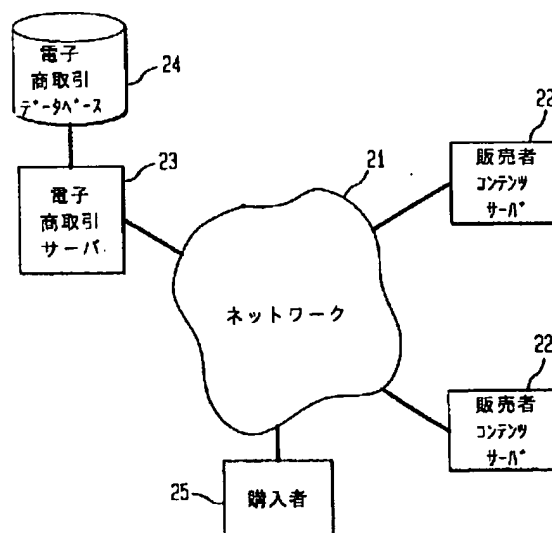 電子
商取引
ﾃﾞｰﾀﾍﾞｰｽ
24
電子
商取引
サーバ
23
21
ネットワーク
販売者
ｺﾝﾃﾝﾂ
ｻｰﾊﾞ
22
販売者
ｺﾝﾃﾝﾂ
ｻｰﾊﾞ
22
購入者
25